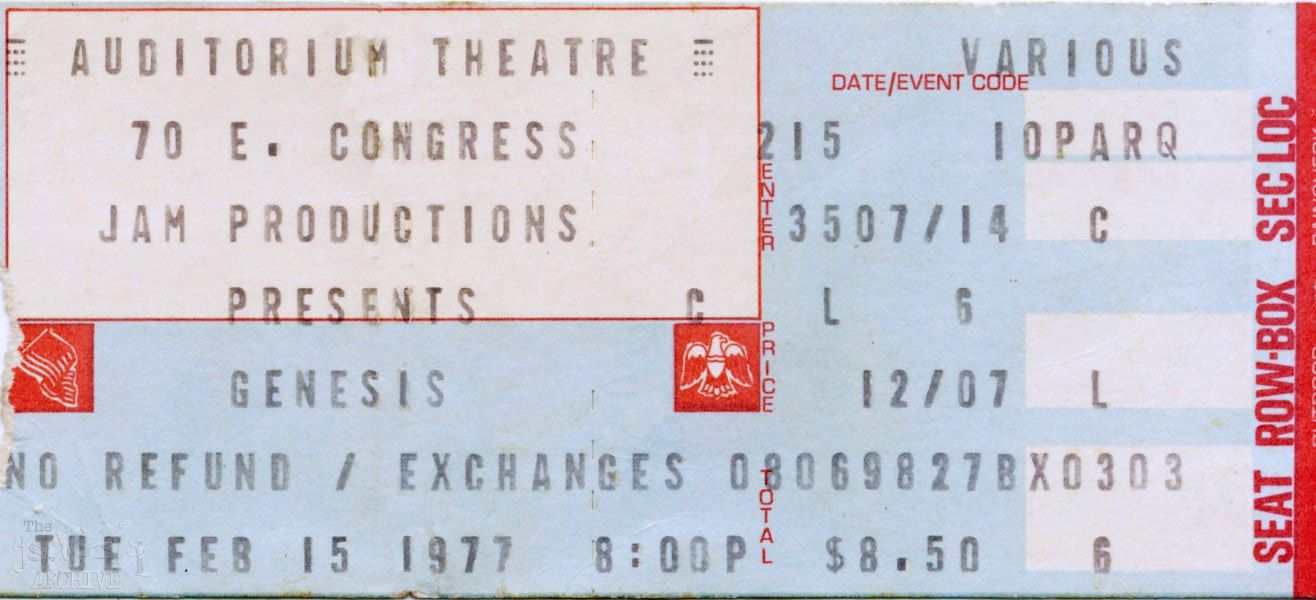 AUDITORIUM THEATRE VARIOUS
DATE/EVENT CODE
70 E. CONGRESS 215 10PARQ
JAM PRODUCTIONS 3507/14 C
PRESENTS C L 6
GENESIS 12/07 L
NO REFUND / EXCHANGES 08069827BX0303
TUE FEB 15 1977 8:00P $8.50 6
ENTER
PRICE
TOTAL
SEAT ROW-BOX SEC LOC
The
ARCHIVE